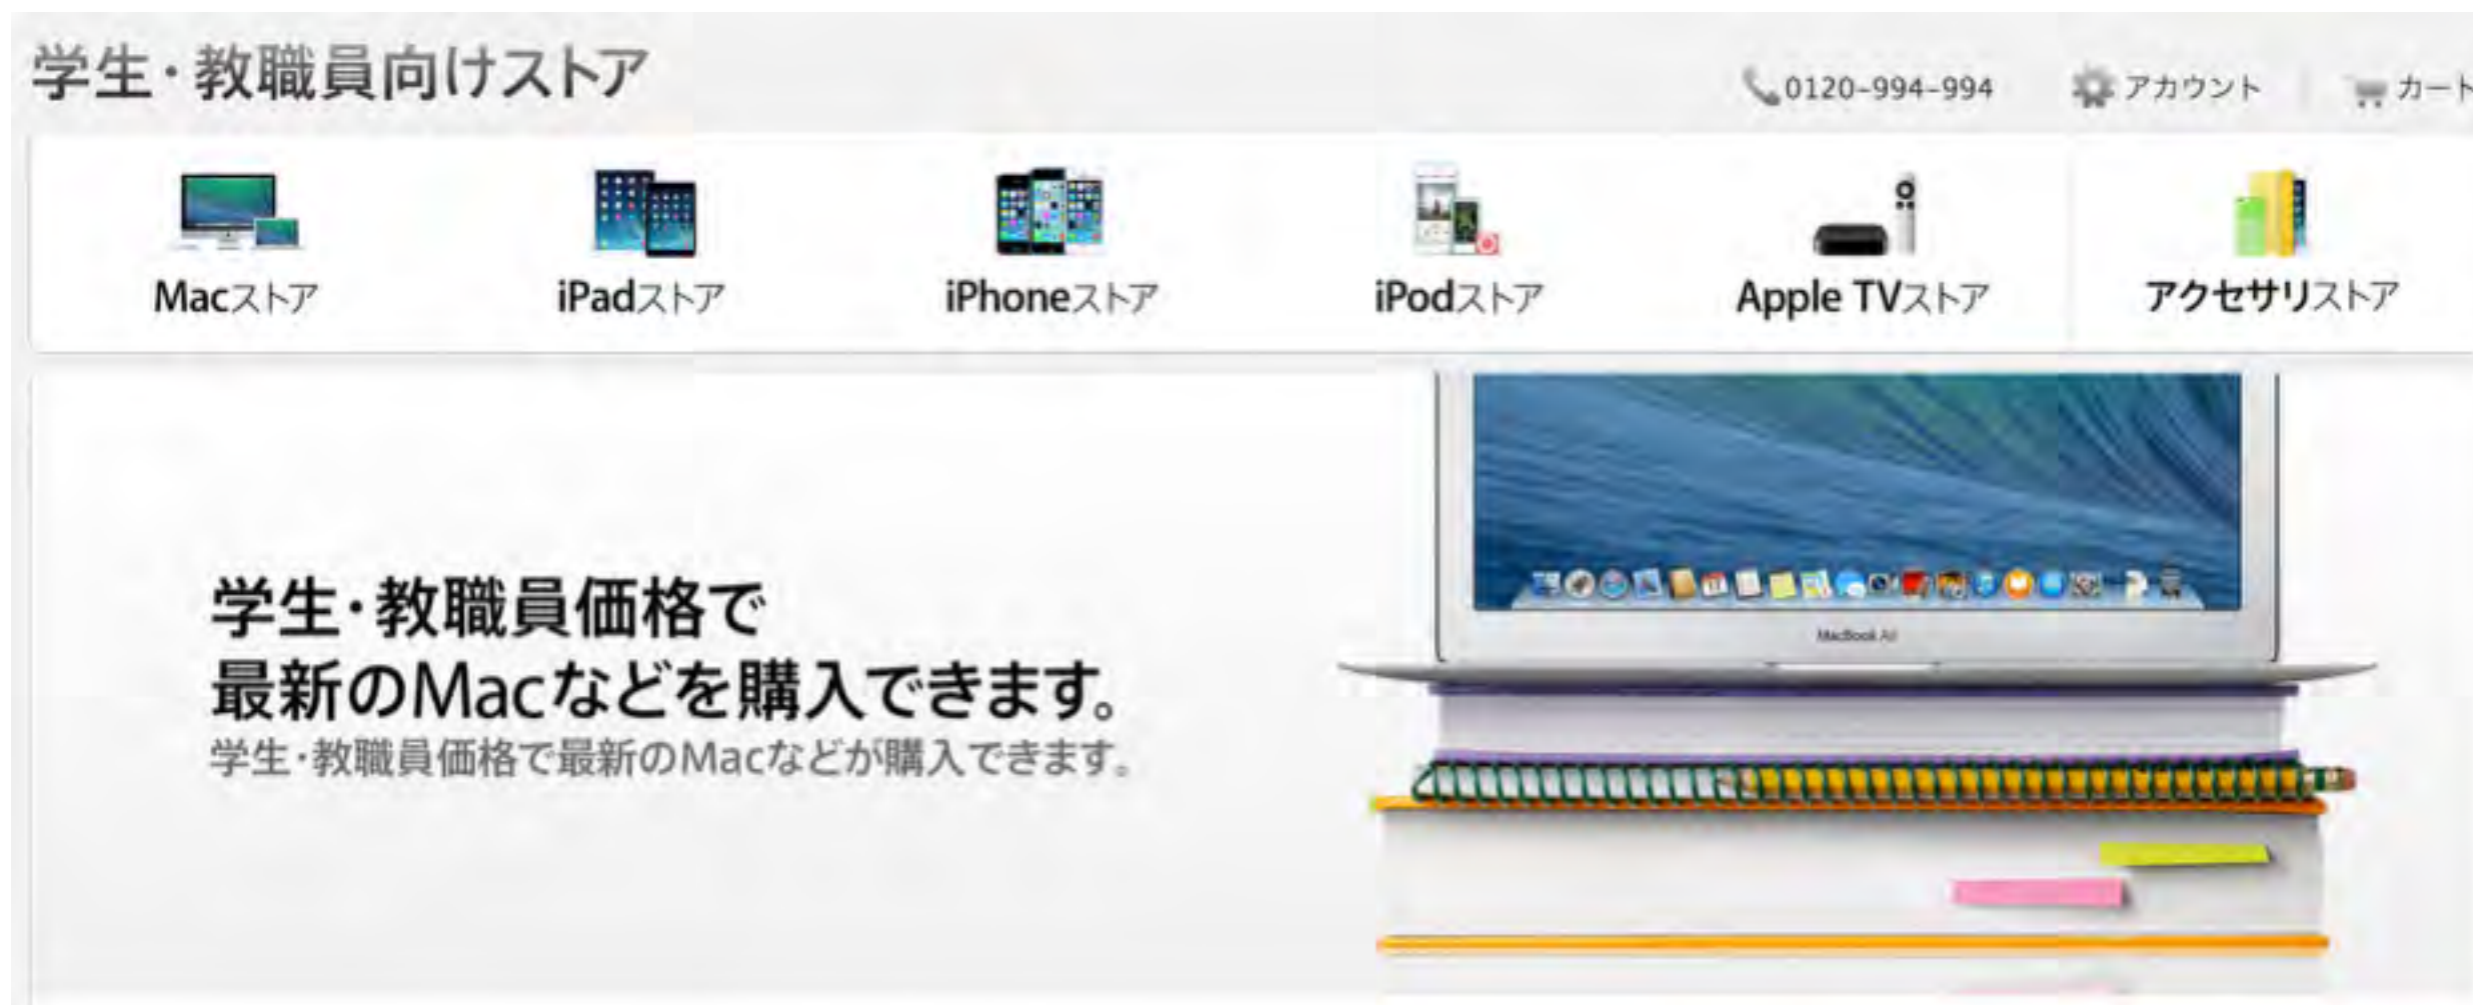 学生・教職員向けストア
0120-994-994 アカウント カート
Macストア iPadストア iPhoneストア iPodストア Apple TVストア アクセサリストア
学生・教職員価格で
最新のMacなどを購入できます。
学生・教職員価格で最新のMacなどが購入できます。
MacBook Air